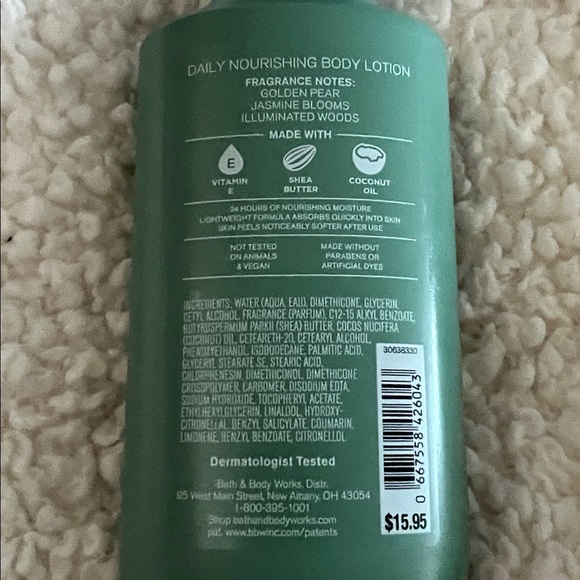 DAILY NOURISHING BODY LOTION
FRAGRANCE NOTES:
GOLDEN PEAR
JASMINE BLOOMS
ILLUMINATED WOODS
MADE WITH
E
VITAMIN E
SHEA BUTTER
COCONUT OIL
24 HOURS OF NOURISHING MOISTURE
LIGHTWEIGHT FORMULA ABSORBS QUICKLY INTO SKIN
SKIN FEELS NOTICEABLY SOFTER AFTER USE
NOT TESTED
ON ANIMALS
& VEGAN
MADE WITHOUT
PARABENS OR
ARTIFICIAL DYES
INGREDIENTS: WATER (AQUA, EAU), DIMETHICONE, GLYCERIN,
CETYL ALCOHOL, FRAGRANCE (PARFUM), C12-15 ALKYL BENZOATE,
BUTYROSPERMUM PARKII (SHEA) BUTTER, COCOS NUCIFERA
(COCONUT) OIL, CETEARETH-20, CETEARYL ALCOHOL,
PHENOXYETHANOL, ISODODECANE, PALMITIC ACID,
GLYCERYL STEARATE SE, STEARIC ACID,
CHLORPHENESIN, DIMETHICONOL, DIMETHICONE
CROSSPOLYMER, CARBOMER, DISODIUM EDTA,
SODIUM HYDROXIDE, TOCOPHERYL ACETATE,
ETHYLHEXYLGLYCERIN, LINALOOL, HYDROXY-
CITRONELLAL, BENZYL SALICYLATE, COUMARIN,
LIMONENE, BENZYL BENZOATE, CITRONELLOL
30638330
0 667558 426043
$15.95
Dermatologist Tested
Bath & Body Works, Distr.
95 West Main Street, New Albany, OH 43054
1-800-395-1001
Shop bathandbodyworks.com
pat. www.bbwinc.com/patents